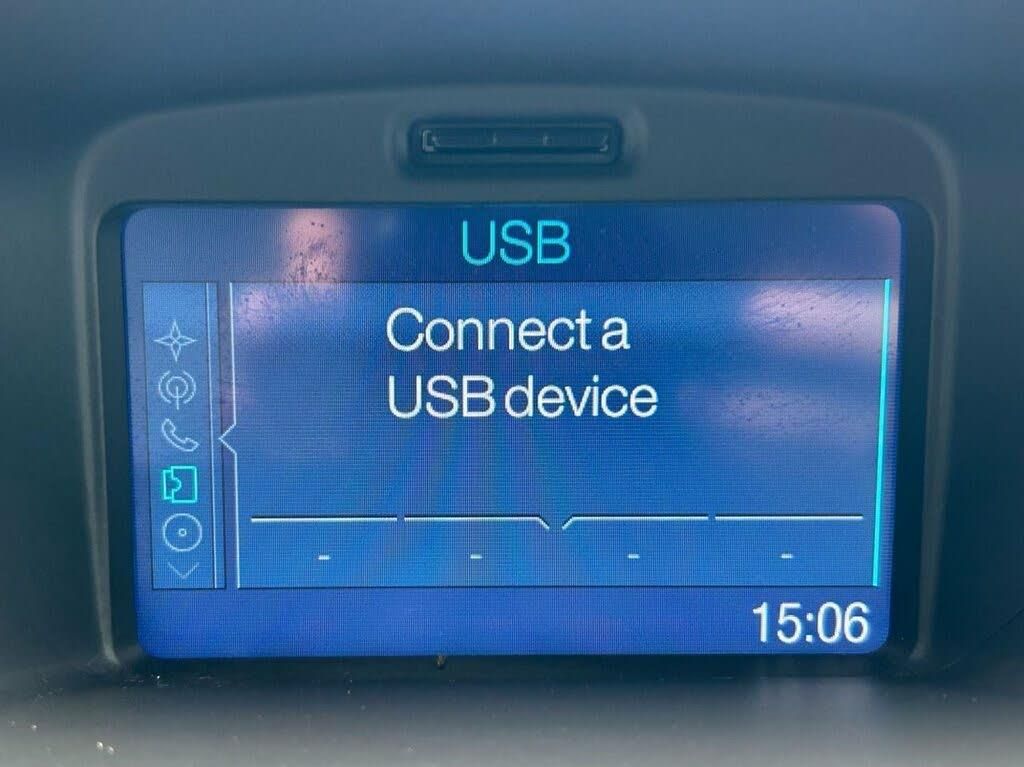 USB
Connect a
USB device
- - - -
15:06